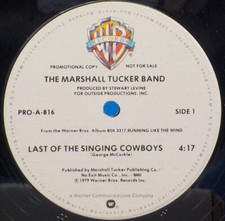 PROMOTIONAL COPY NOT FOR SALE
THE MARSHALL TUCKER BAND
PRODUCED BY STEWART LEVINE
FOR OUTSIDE PRODUCTIONS, INC.
PRO-A-816 SIDE 1
From the Warner Bros. Album BSK 3317 RUNNING LIKE THE WIND
LAST OF THE SINGING COWBOYS 4:17
(George McCorkle)
Published by Marshall Tucker Publishing Co. /
No Exit Music Co., Inc. - BMI
℗ 1979 Warner Bros. Records Inc.
a Warner Communications Company